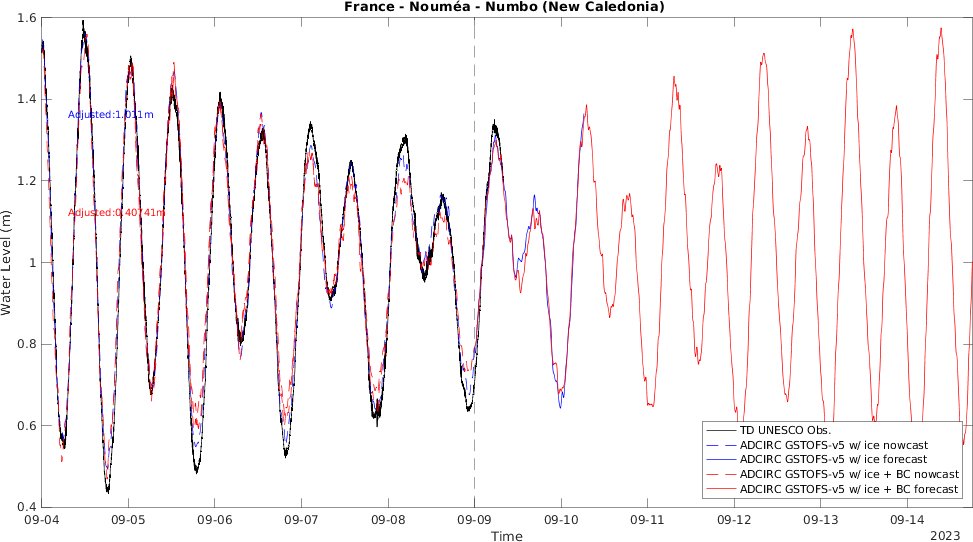 France - Nouméa - Numbo (New Caledonia)
1.6
1.4
1.2
1
0.8
0.6
0.4
Water Level (m)
Adjusted:1.011m
Adjusted:0.40741m
TD UNESCO Obs.
ADCIRC GSTOFS-v5 w/ ice nowcast
ADCIRC GSTOFS-v5 w/ ice forecast
ADCIRC GSTOFS-v5 w/ ice + BC nowcast
ADCIRC GSTOFS-v5 w/ ice + BC forecast
09-04 09-05 09-06 09-07 09-08 09-09 09-10 09-11 09-12 09-13 09-14
Time
2023